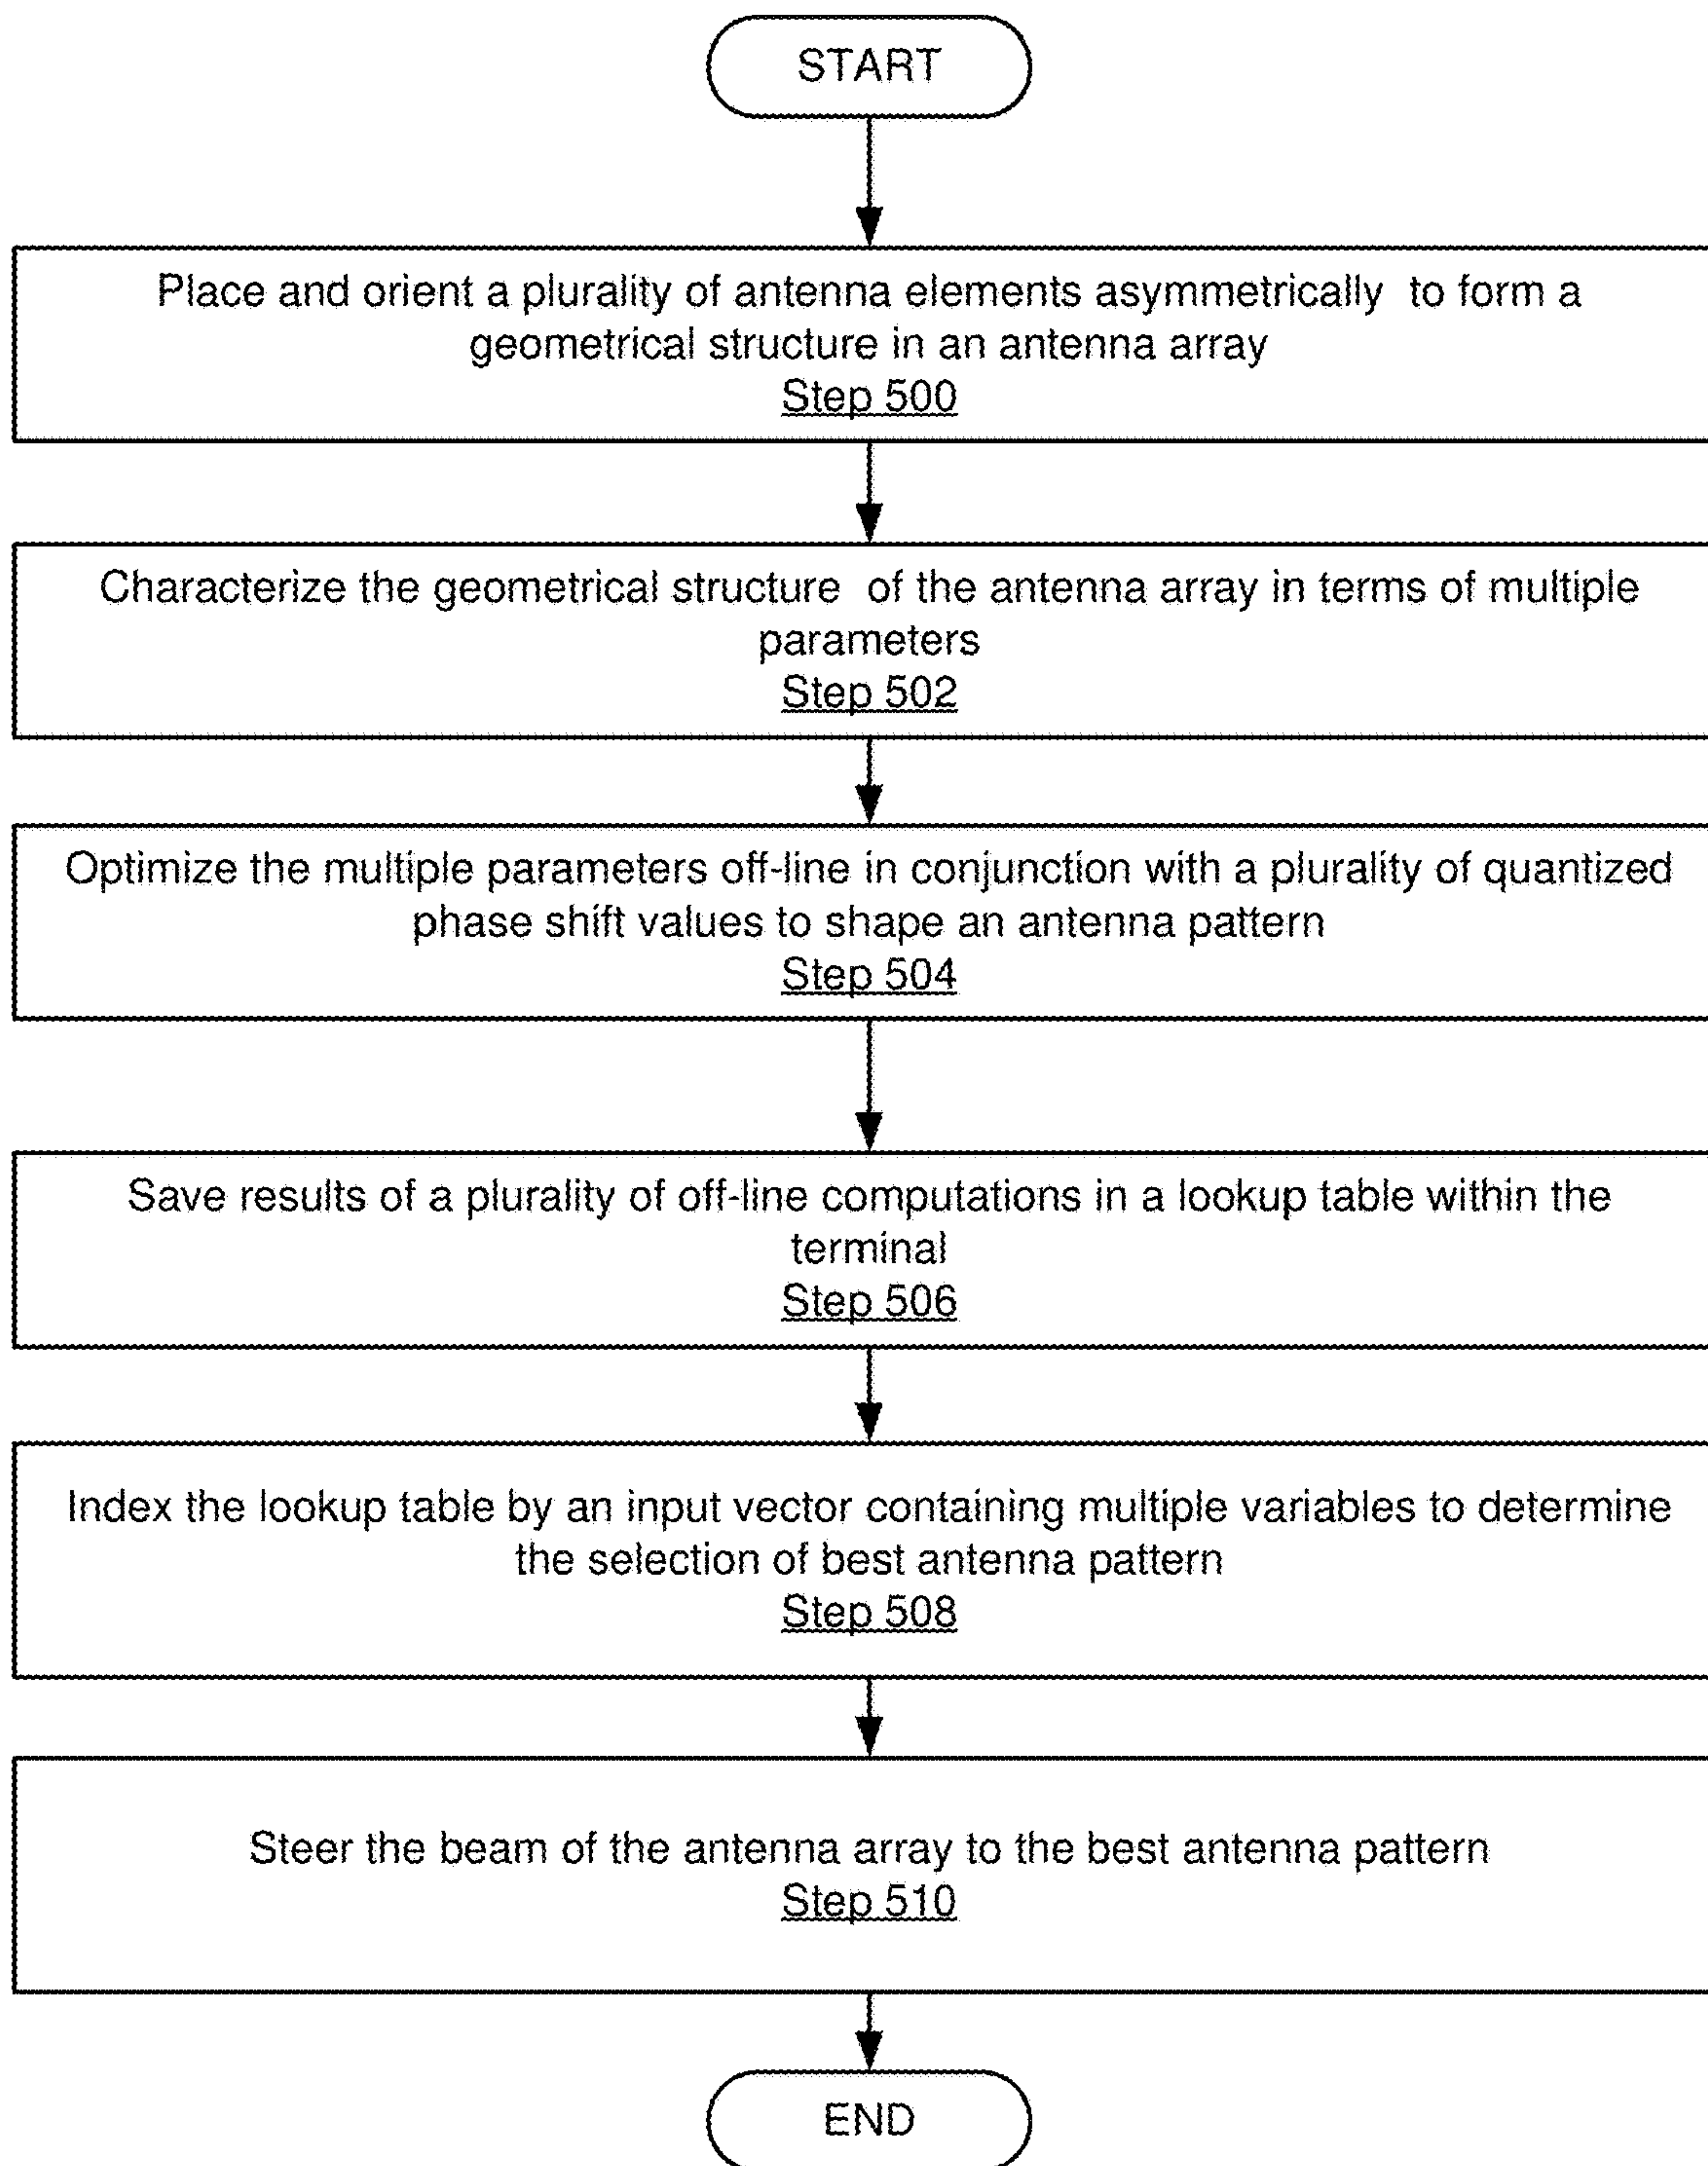 START
Place and orient a plurality of antenna elements asymmetrically to form a
geometrical structure in an antenna array
Step 500
Characterize the geometrical structure of the antenna array in terms of multiple
parameters
Step 502
Optimize the multiple parameters off-line in conjunction with a plurality of quantized
phase shift values to shape an antenna pattern
Step 504
Save results of a plurality of off-line computations in a lookup table within the
terminal
Step 506
Index the lookup table by an input vector containing multiple variables to determine
the selection of best antenna pattern
Step 508
Steer the beam of the antenna array to the best antenna pattern
Step 510
END